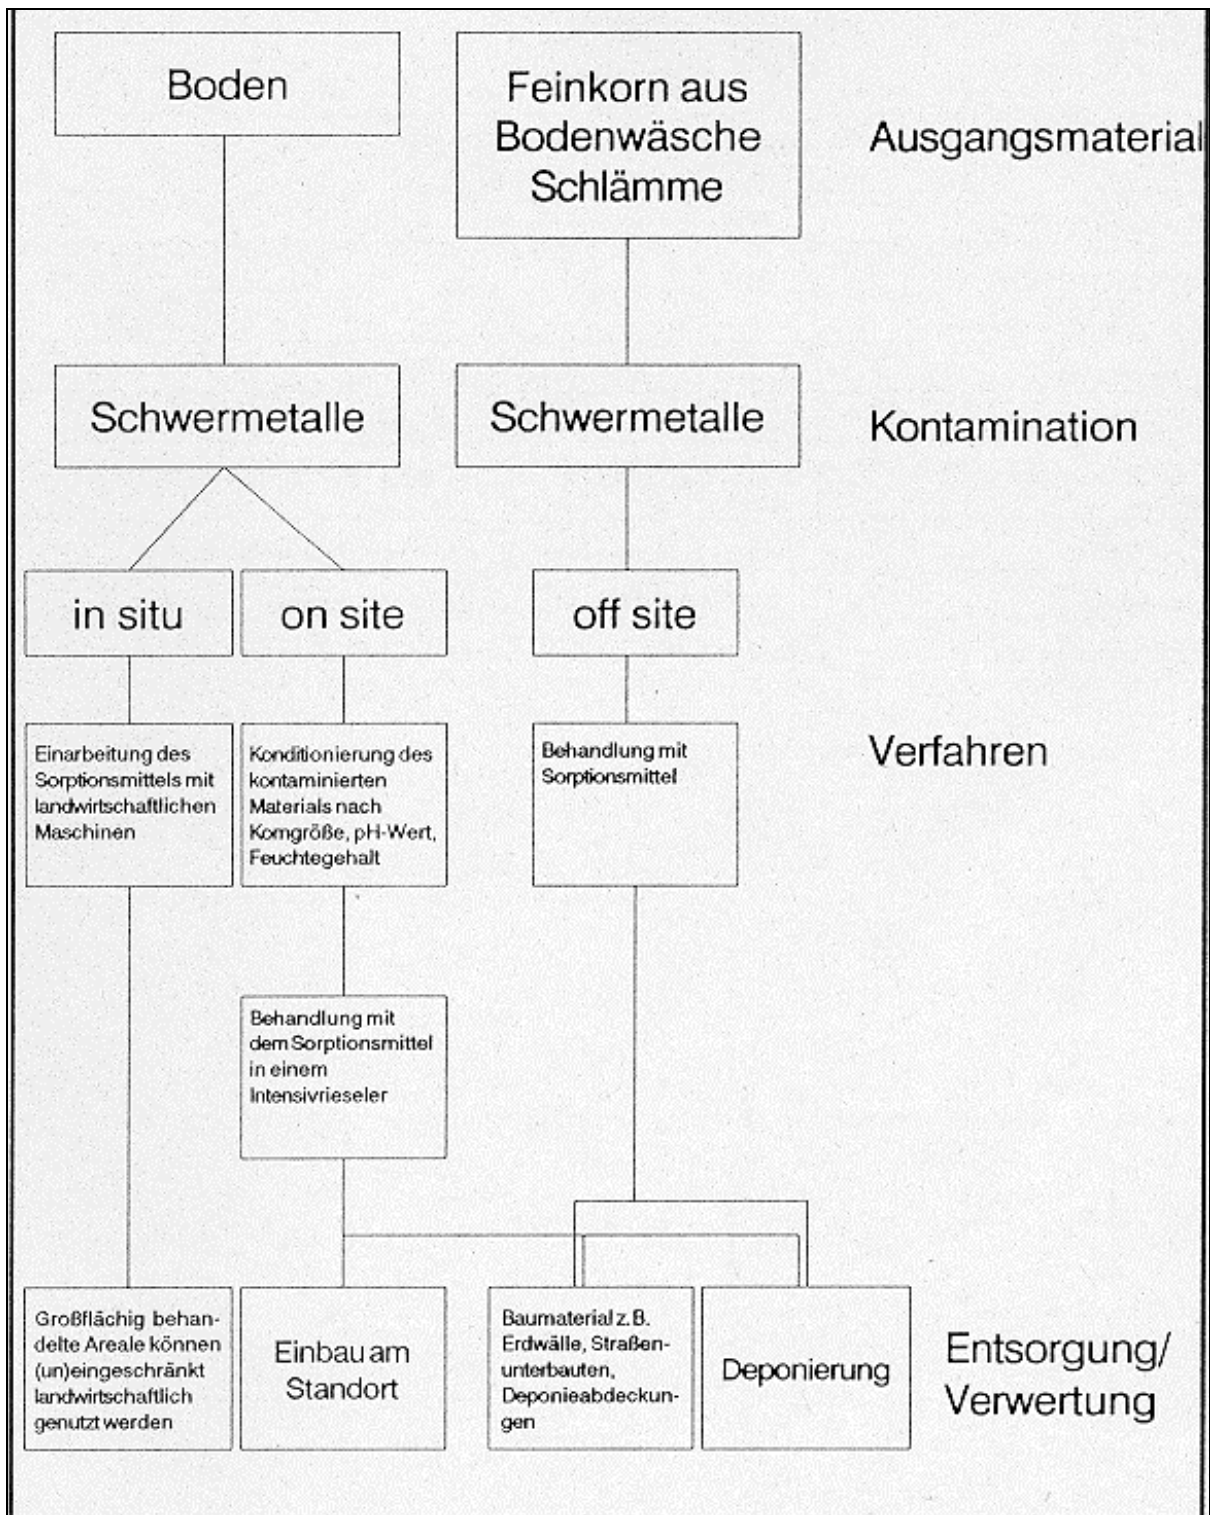 Boden
Feinkorn aus
Bodenwäsche
Schlämme
Ausgangsmaterial
Schwermetalle
Schwermetalle
Kontamination
in situ
on site
off site
Einarbeitung des
Sorptionsmittels mit
landwirtschaftlichen
Maschinen
Konditionierung des
kontaminierten
Materials nach
Korngröße, pH-Wert,
Feuchtegehalt
Behandlung mit
Sorptionsmittel
Verfahren
Behandlung mit
dem Sorptionsmittel
in einem
Intensivrieseler
Großflächig behan-
delte Areale können
(un)eingeschränkt
landwirtschaftlich
genutzt werden
Einbau am
Standort
Baumaterial z. B.
Erdwälle, Straßen-
unterbauten,
Deponieabdeckun-
gen
Deponierung
Entsorgung/
Verwertung